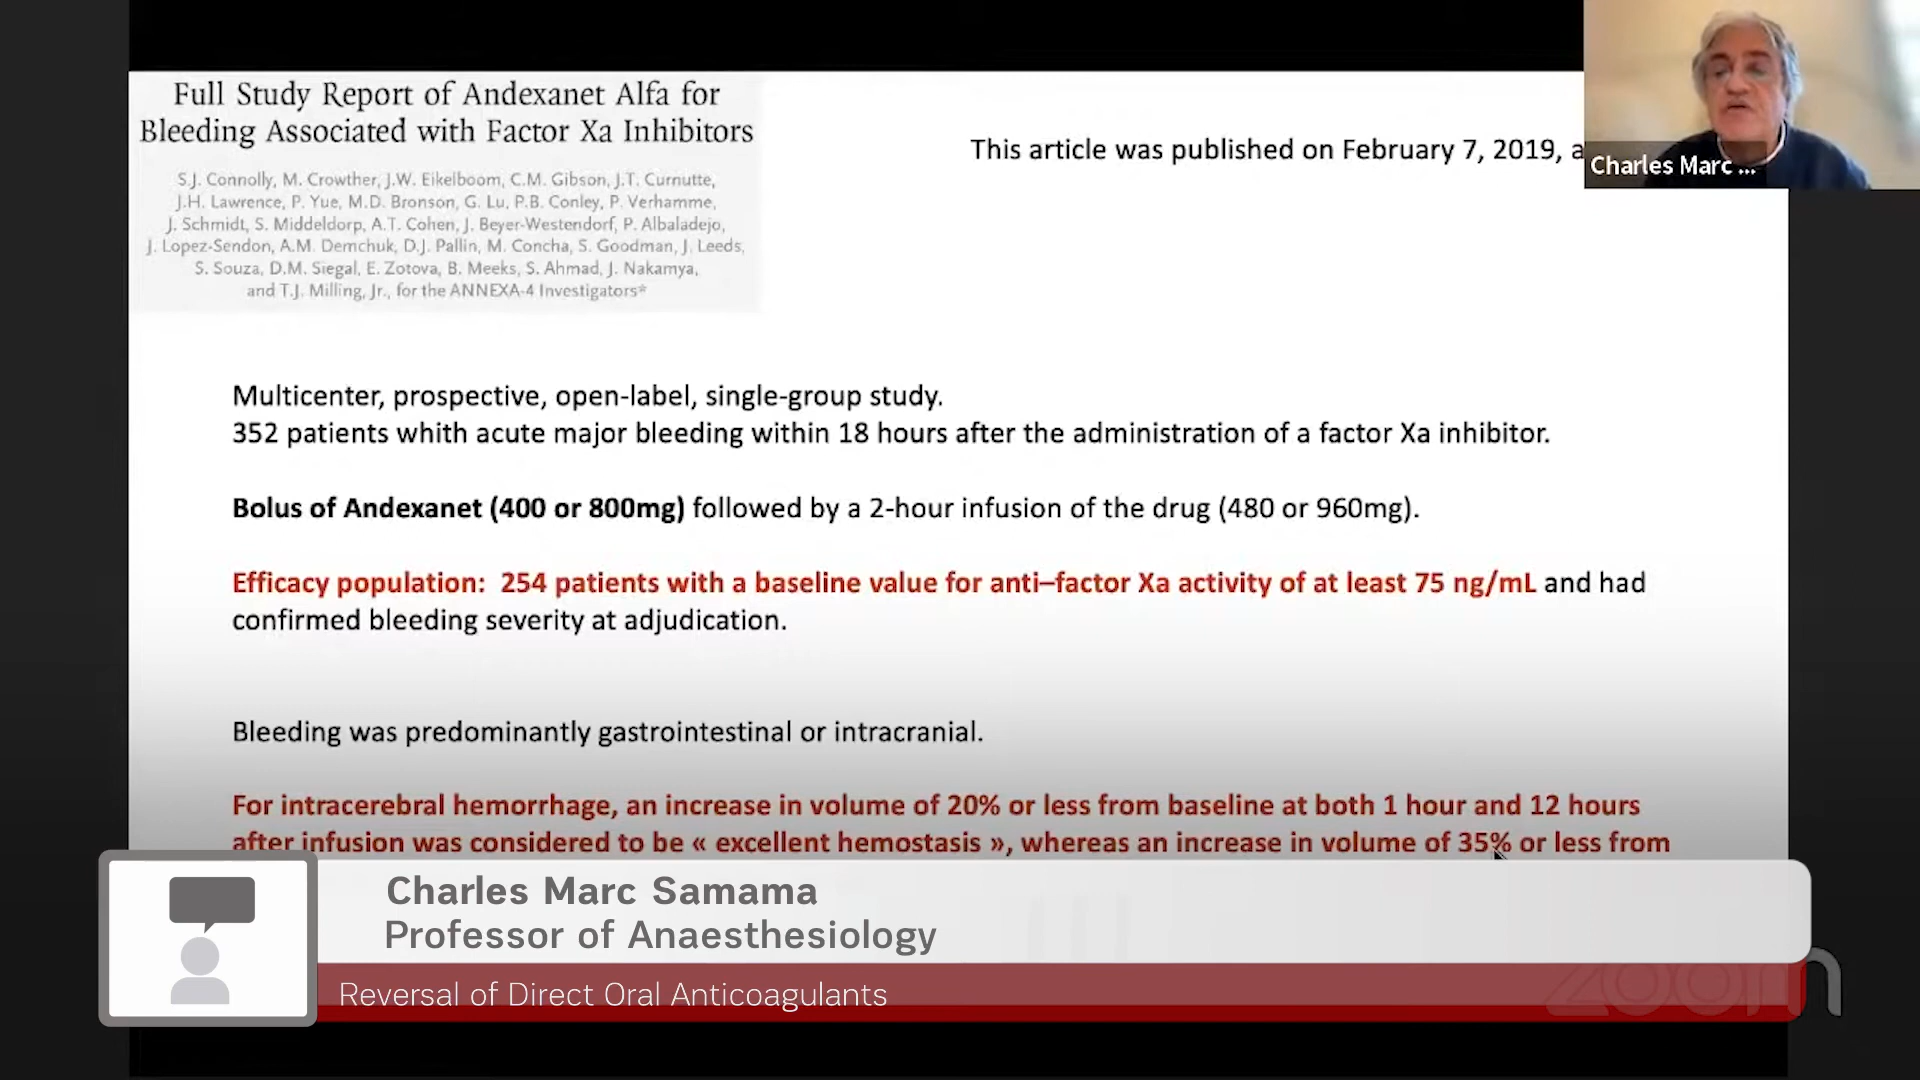 Full Study Report of Andexanet Alfa for
Bleeding Associated with Factor Xa Inhibitors
S.J. Connolly, M. Crowther, J.W. Eikelboom, C.M. Gibson, J.T. Curnutte,
J.H. Lawrence, P. Yue, M.D. Bronson, G. Lu, P.B. Conley, P. Verhamme,
J. Schmidt, S. Middeldorp, A.T. Cohen, J. Beyer-Westendorf, P. Albaladejo,
J. Lopez-Sendon, A.M. Demchuk, D.J. Pallin, M. Concha, S. Goodman, J. Leeds,
S. Souza, D.M. Siegal, E. Zotova, B. Meeks, S. Ahmad, J. Nakamya,
and T.J. Milling, Jr., for the ANNEXA-4 Investigators*
This article was published on February 7, 2019, a
Charles Marc ...
Multicenter, prospective, open-label, single-group study.
352 patients whith acute major bleeding within 18 hours after the administration of a factor Xa inhibitor.
Bolus of Andexanet (400 or 800mg) followed by a 2-hour infusion of the drug (480 or 960mg).
Efficacy population: 254 patients with a baseline value for anti–factor Xa activity of at least 75 ng/mL and had
confirmed bleeding severity at adjudication.
Bleeding was predominantly gastrointestinal or intracranial.
For intracerebral hemorrhage, an increase in volume of 20% or less from baseline at both 1 hour and 12 hours
after infusion was considered to be « excellent hemostasis », whereas an increase in volume of 35% or less from
Charles Marc Samama
Professor of Anaesthesiology
Reversal of Direct Oral Anticoagulants
zoom